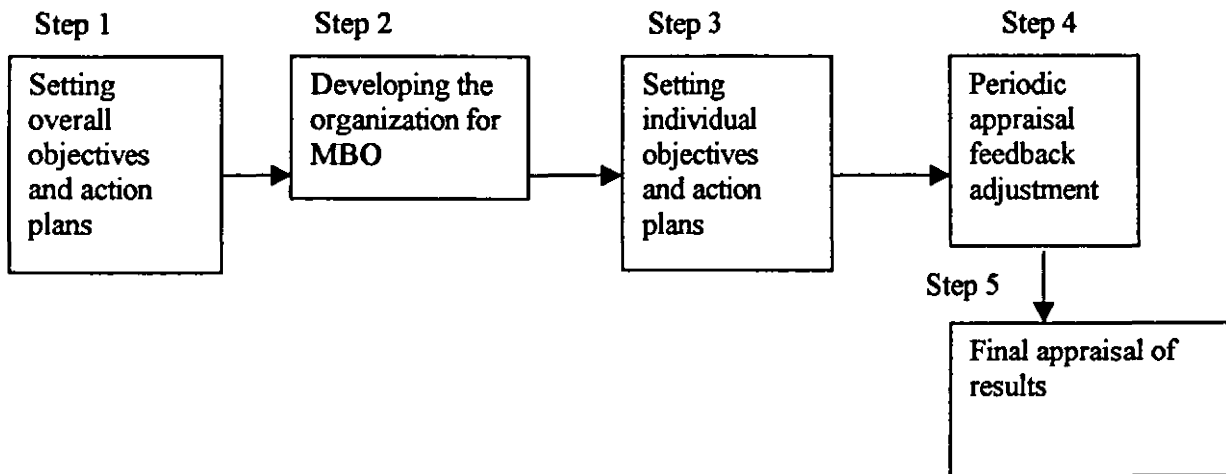 Step 1
Setting
overall
objectives
and action
plans
Step 2
Developing the
organization for
MBO
Step 3
Setting
individual
objectives
and action
plans
Step 4
Periodic
appraisal
feedback
adjustment
Step 5
Final appraisal of
results